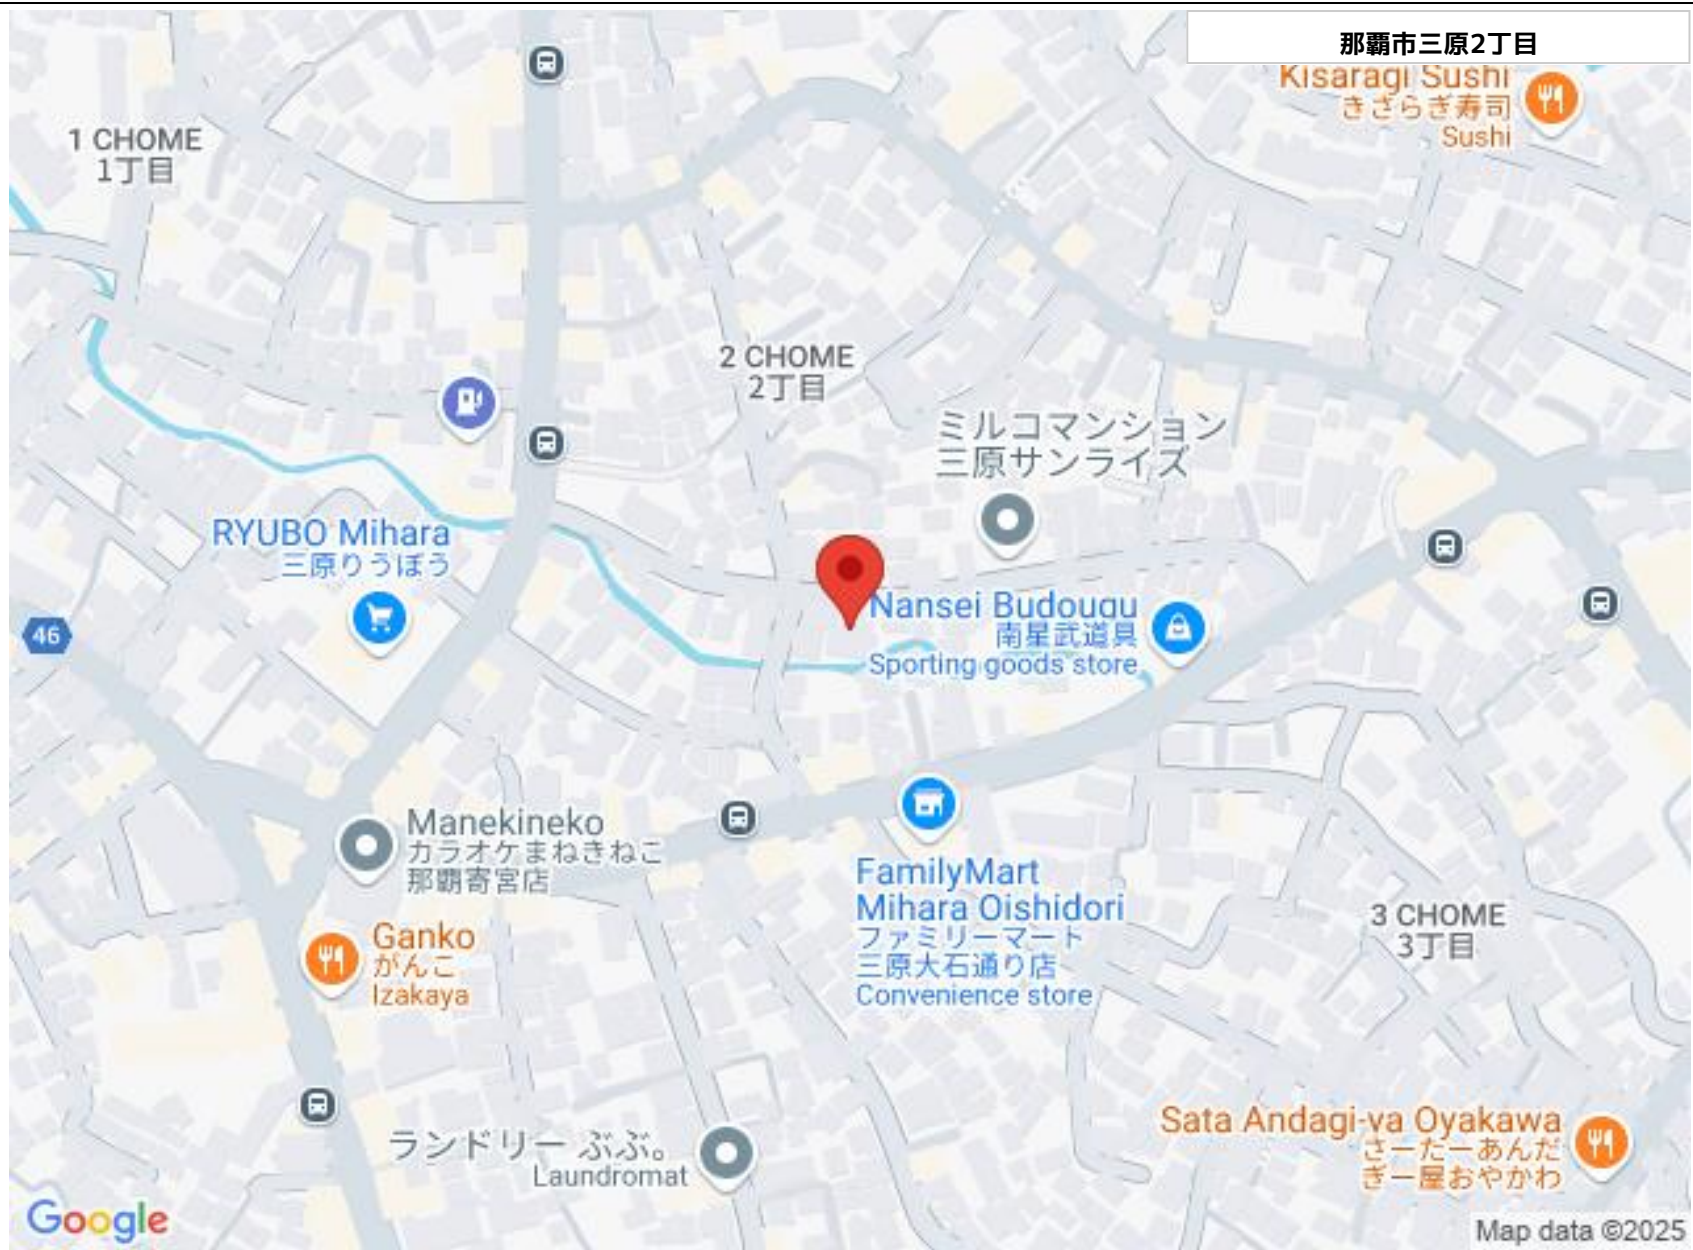 那覇市三原2丁目
Kisaragi Sushi
きさらぎ寿司
Sushi
1 CHOME
1丁目
2 CHOME
2丁目
ミルコマンション
三原サンライズ
RYUBO Mihara
三原りうぼう
46
Nansei Budougu
南星武道具
Sporting goods store
Manekineko
カラオケまねきねこ
那覇寄宮店
FamilyMart
Mihara Oishidori
ファミリーマート
三原大石通り店
Convenience store
3 CHOME
3丁目
Ganko
がんこ
Izakaya
ランドリー ぶぶ。
Laundromat
Sata Andagi-ya Oyakawa
さーたーあんだ
ぎー屋おやかわ
Google
Map data ©2025